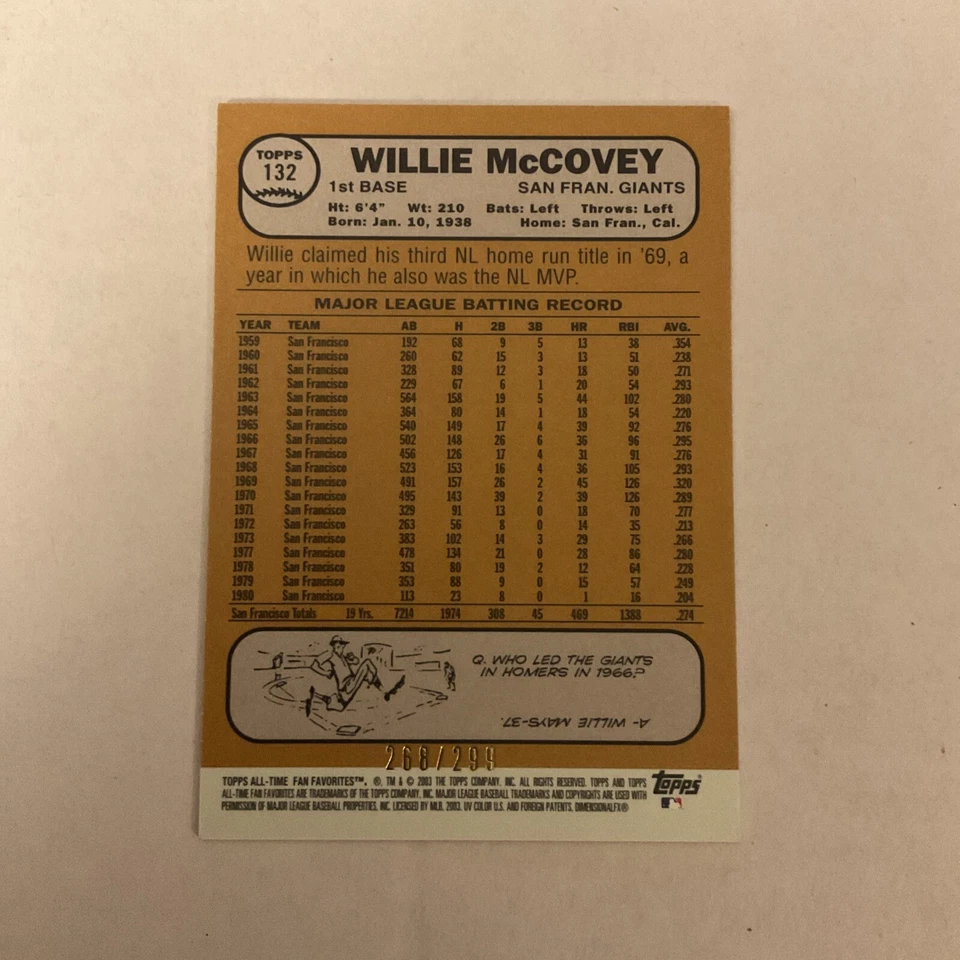 TOPPS
132
WILLIE McCOVEY
1st BASE SAN FRAN. GIANTS
Ht: 6'4" Wt: 210 Bats: Left Throws: Left
Born: Jan. 10, 1938 Home: San Fran., Cal.
Willie claimed his third NL home run title in '69, a
year in which he also was the NL MVP.
MAJOR LEAGUE BATTING RECORD
YEAR TEAM AB H 2B 3B HR RBI AVG.
1959 San Francisco 192 68 9 5 13 38 .354
1960 San Francisco 260 62 15 3 13 51 .238
1961 San Francisco 328 89 12 3 18 50 .271
1962 San Francisco 229 67 6 1 20 54 .293
1963 San Francisco 564 158 19 5 44 102 .280
1964 San Francisco 364 80 14 1 18 54 .220
1965 San Francisco 540 149 17 4 39 92 .276
1966 San Francisco 502 148 26 6 36 96 .295
1967 San Francisco 456 126 17 4 31 91 .276
1968 San Francisco 523 153 16 4 36 105 .293
1969 San Francisco 491 157 26 2 45 126 .320
1970 San Francisco 495 143 39 2 39 126 .289
1971 San Francisco 329 91 13 0 18 70 .277
1972 San Francisco 263 56 8 0 14 35 .213
1973 San Francisco 383 102 14 3 29 75 .266
1977 San Francisco 478 134 21 0 28 86 .280
1978 San Francisco 351 80 19 2 12 64 .228
1979 San Francisco 353 88 9 0 15 57 .249
1980 San Francisco 113 23 8 0 1 16 .204
San Francisco Totals 19 Yrs. 7214 1974 308 45 469 1388 .274
Q. WHO LED THE GIANTS
IN HOMERS IN 1966?
A- WILLIE MAYS-37.
268/299
TOPPS ALL-TIME FAN FAVORITES™, ®, TM & © 2003 THE TOPPS COMPANY, INC. ALL RIGHTS RESERVED. TOPPS AND TOPPS
ALL-TIME FAN FAVORITES ARE TRADEMARKS OF THE TOPPS COMPANY, INC. MAJOR LEAGUE BASEBALL TRADEMARKS AND COPYRIGHTS ARE USED WITH
PERMISSION OF MAJOR LEAGUE BASEBALL PROPERTIES, INC. LICENSED BY MLB, 2003. UV COLOR U.S. AND FOREIGN PATENTS. DIMENSIONALFX®
topps